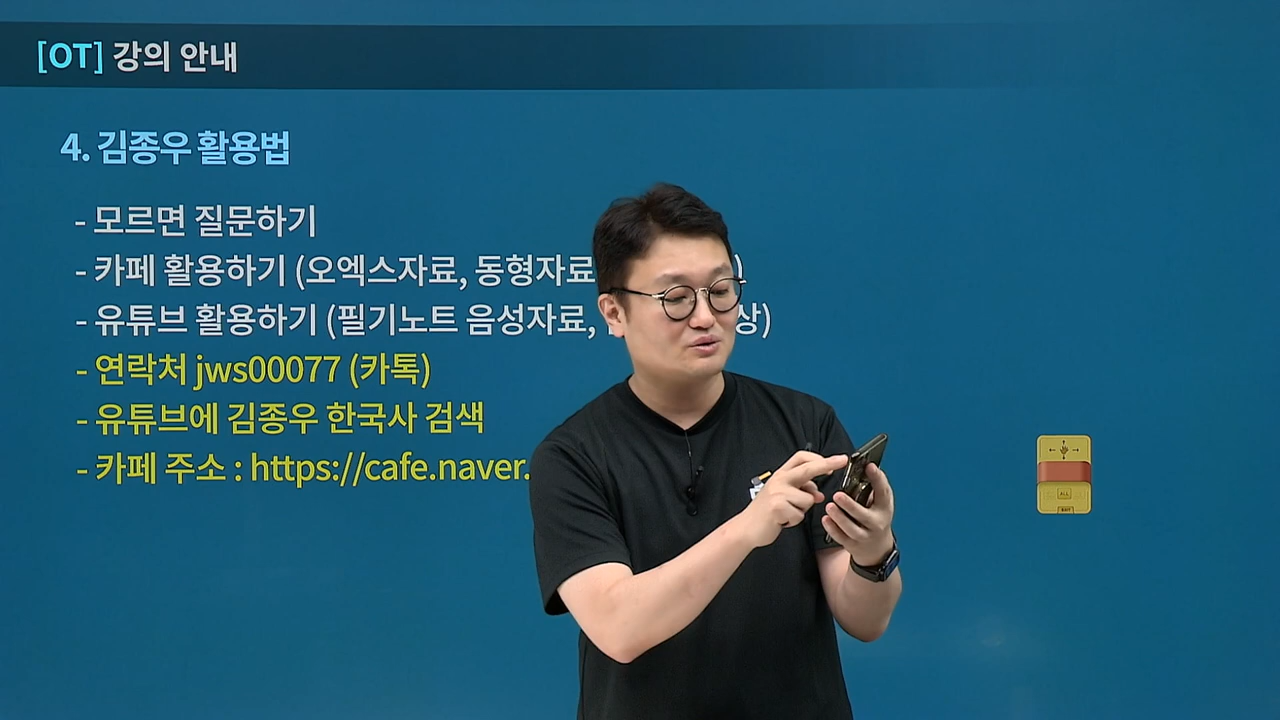 [OT] 강의 안내
4. 김종우 활용법
- 모르면 질문하기
- 카페 활용하기 (오엑스자료, 동형자료 )
- 유튜브 활용하기 (필기노트 음성자료, 상)
- 연락처 jws00077 (카톡)
- 유튜브에 김종우 한국사 검색
- 카페 주소 : https://cafe.naver.
ALL